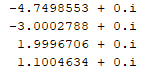 -4.7498553 + 0.i
-3.0002788 + 0.i
1.9996706 + 0.i
1.1004634 + 0.i